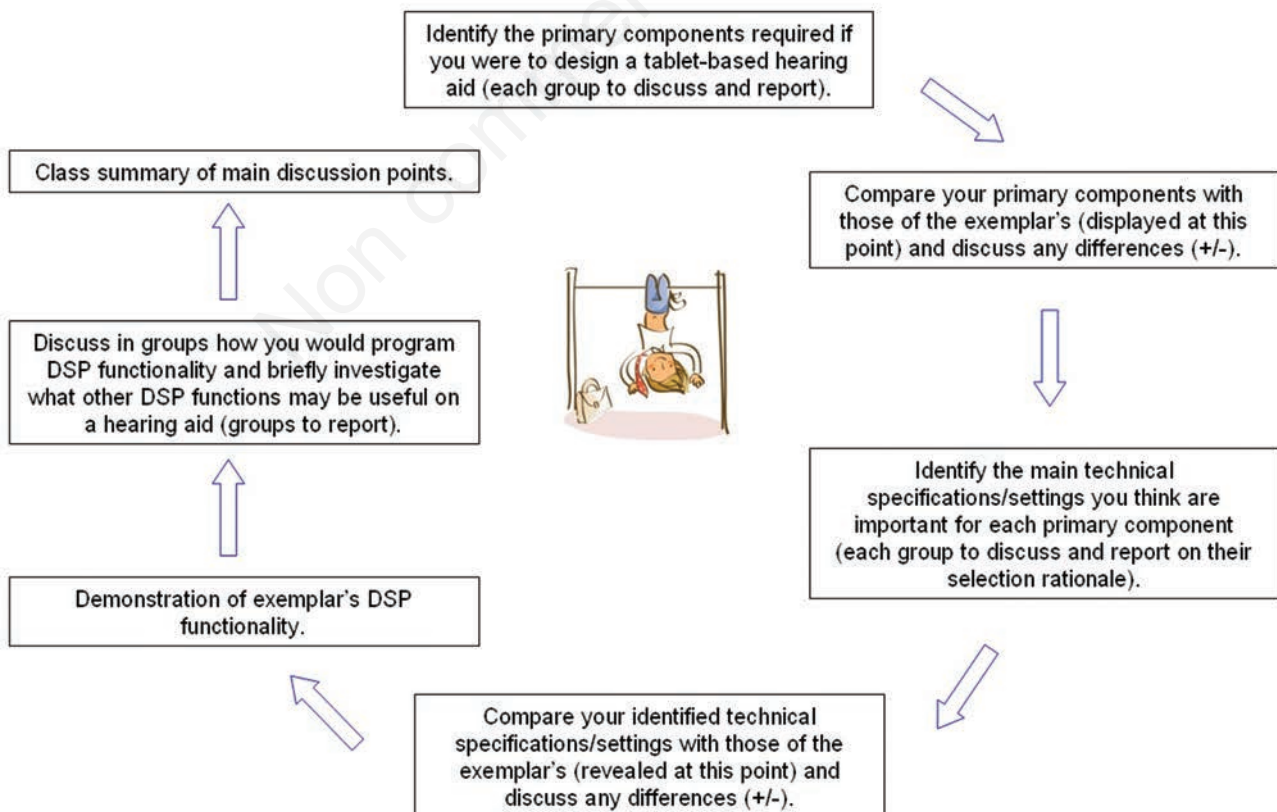 Identify the primary components required if
you were to design a tablet-based hearing
aid (each group to discuss and report).
Compare your primary components with
those of the exemplar's (displayed at this
point) and discuss any differences (+/-).
Identify the main technical
specifications/settings you think are
important for each primary component
(each group to discuss and report on their
selection rationale).
Compare your identified technical
specifications/settings with those of the
exemplar's (revealed at this point) and
discuss any differences (+/-).
Demonstration of exemplar's DSP
functionality.
Discuss in groups how you would program
DSP functionality and briefly investigate
what other DSP functions may be useful on
a hearing aid (groups to report).
Class summary of main discussion points.
Non